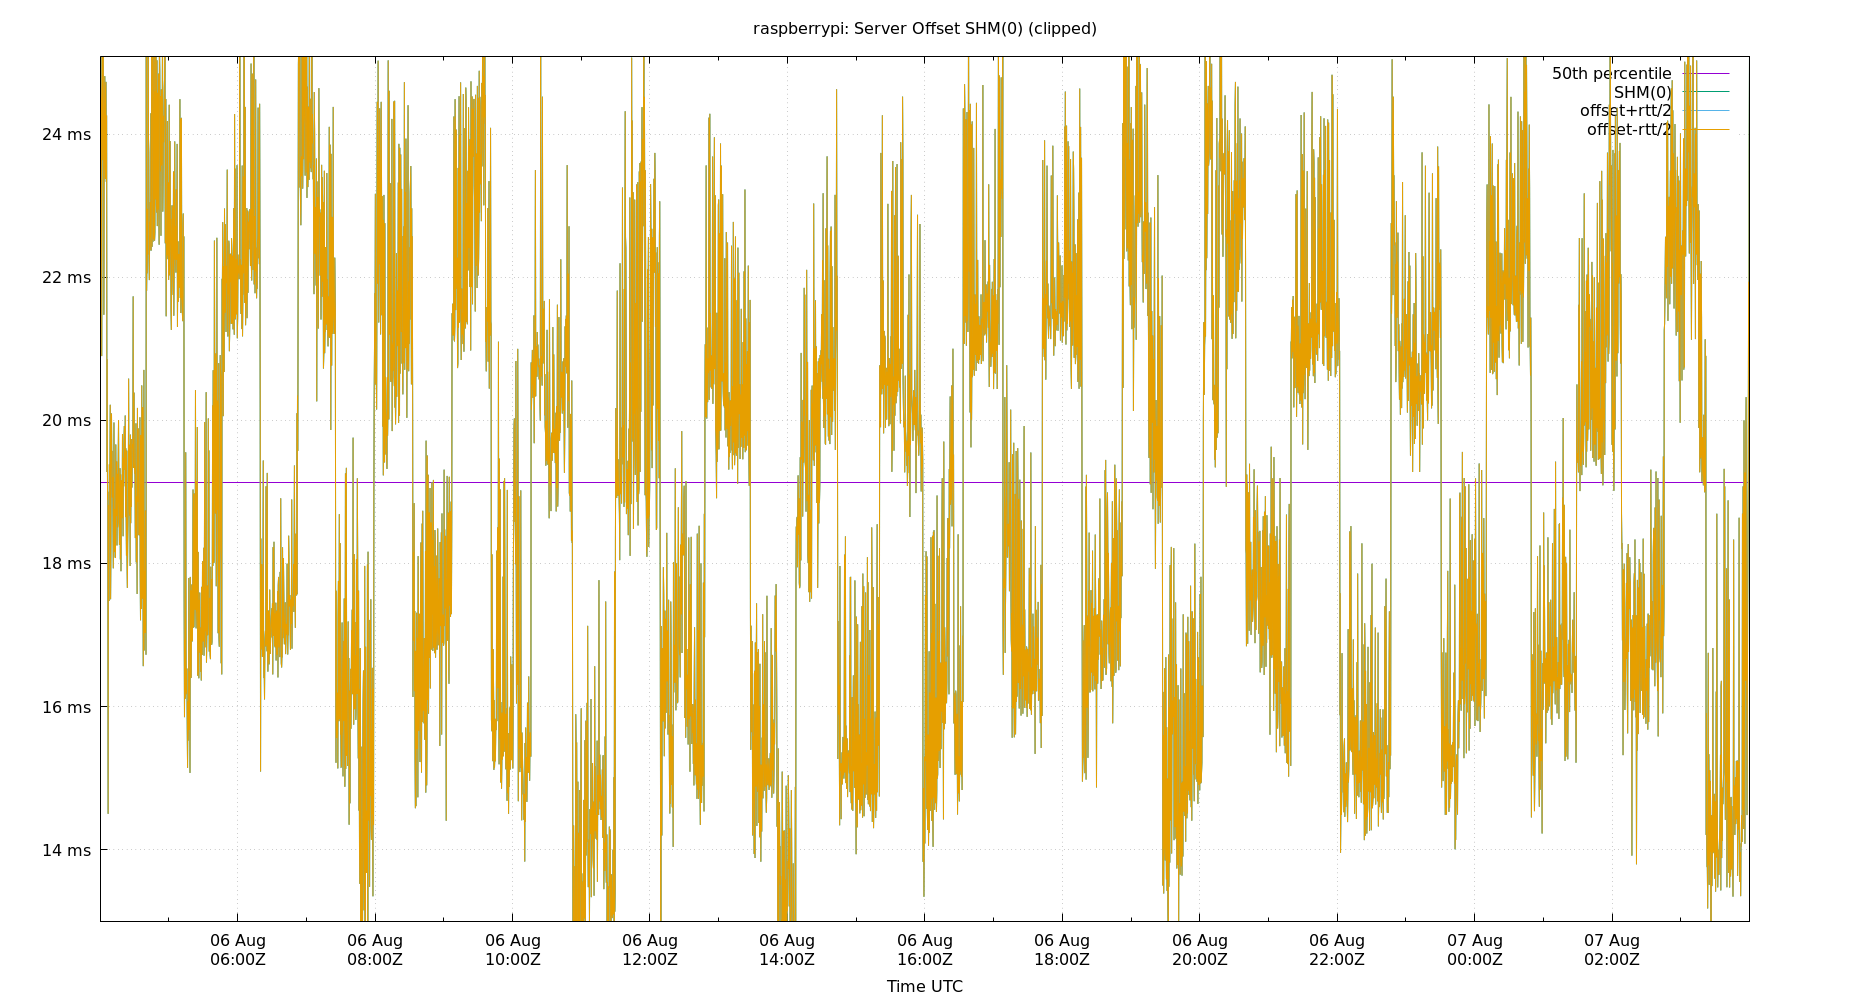 raspberrypi: Server Offset SHM(0) (clipped)
50th percentile
SHM(0)
offset+rtt/2
offset-rtt/2
24 ms
22 ms
20 ms
18 ms
16 ms
14 ms
06 Aug 06 Aug 06 Aug 06 Aug 06 Aug 06 Aug 06 Aug 06 Aug 06 Aug 07 Aug 07 Aug
06:00Z 08:00Z 10:00Z 12:00Z 14:00Z 16:00Z 18:00Z 20:00Z 22:00Z 00:00Z 02:00Z
Time UTC